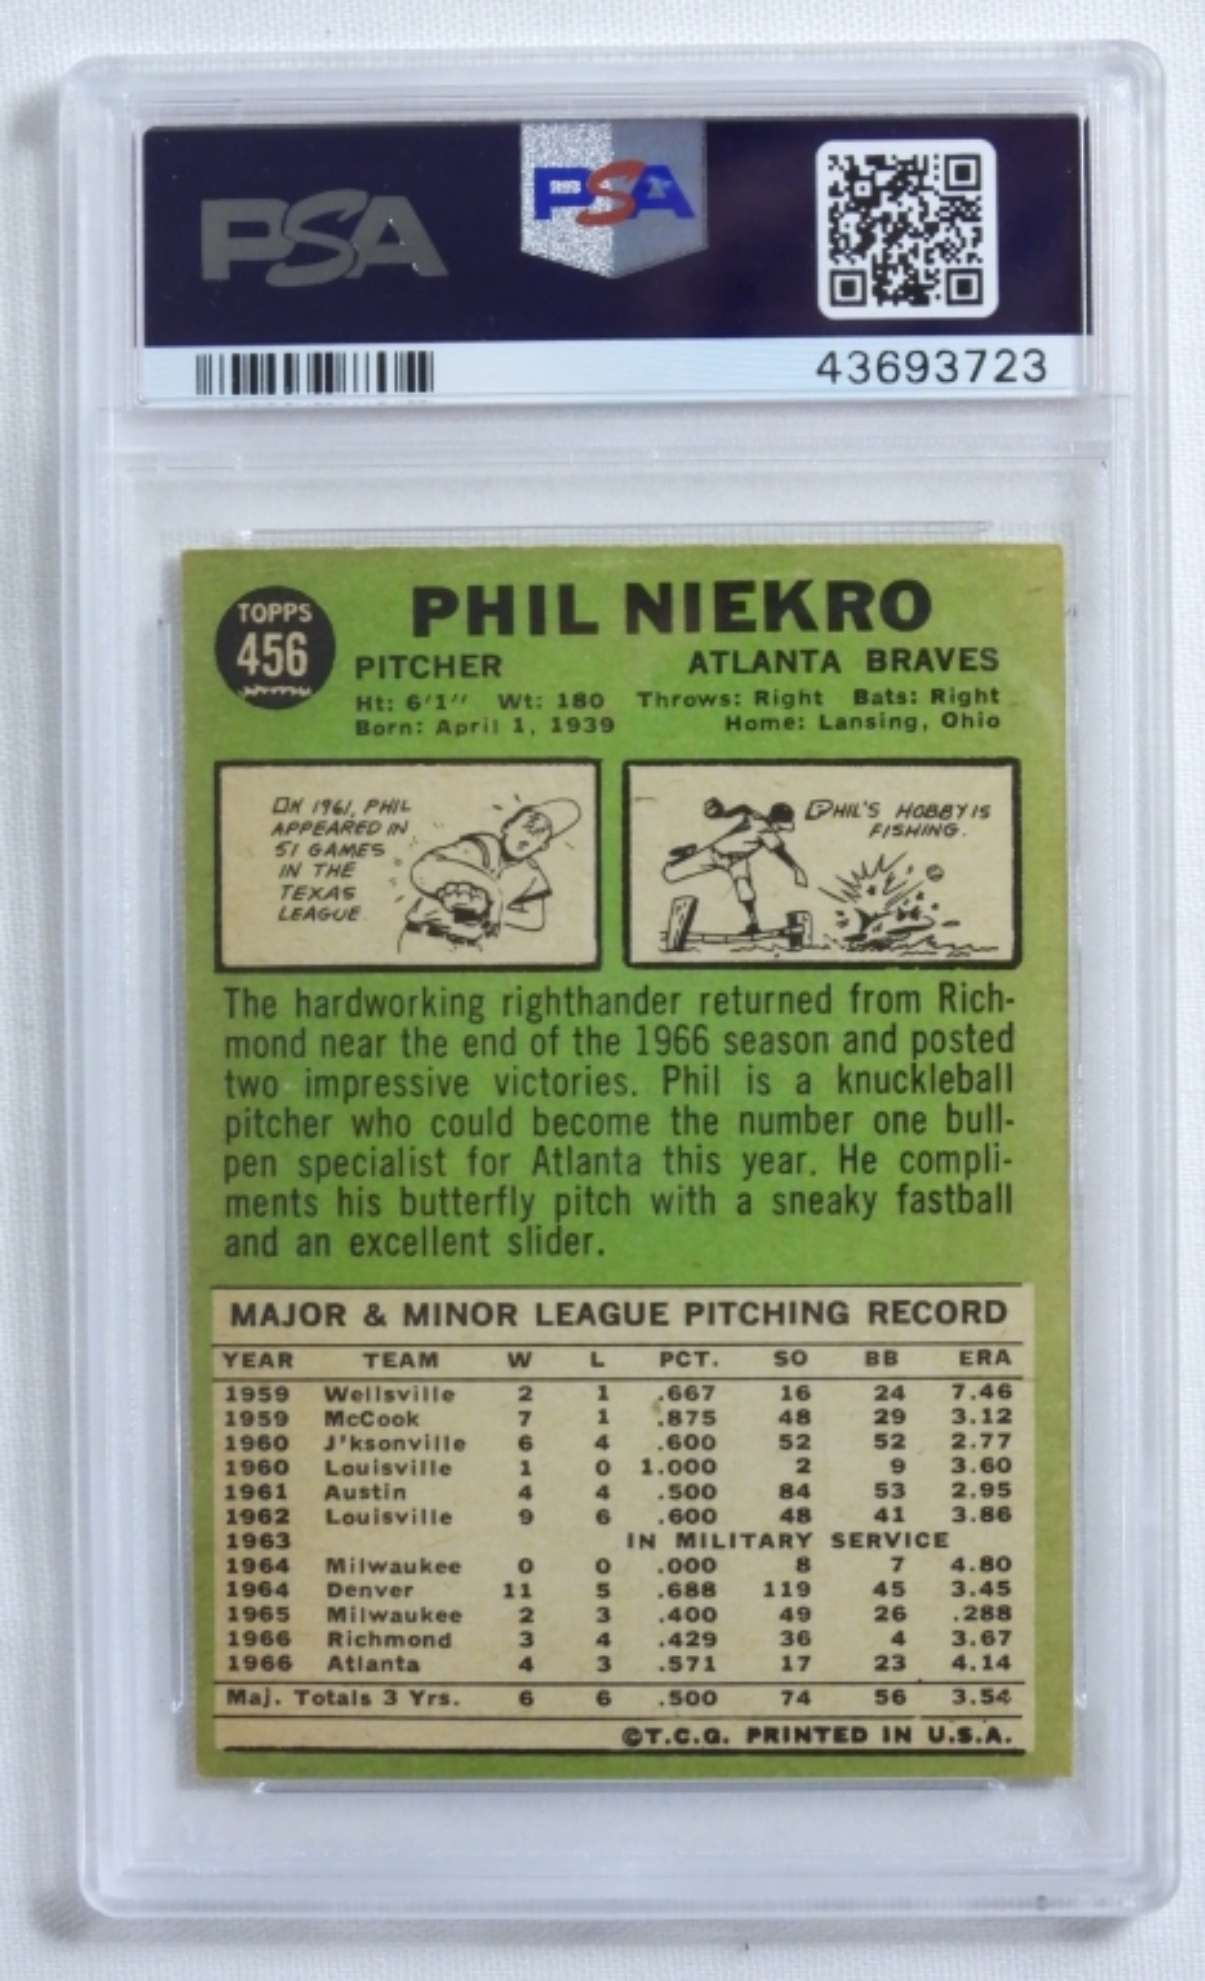 PSA
PSA
43693723
TOPPS
456
PHIL NIEKRO
PITCHER ATLANTA BRAVES
Ht: 6'1" Wt: 180 Throws: Right Bats: Right
Born: April 1, 1939 Home: Lansing, Ohio
IN 1961, PHIL
APPEARED IN
51 GAMES
IN THE
TEXAS
LEAGUE.
PHIL'S HOBBY IS
FISHING.
The hardworking righthander returned from Rich-
mond near the end of the 1966 season and posted
two impressive victories. Phil is a knuckleball
pitcher who could become the number one bull-
pen specialist for Atlanta this year. He compli-
ments his butterfly pitch with a sneaky fastball
and an excellent slider.
MAJOR & MINOR LEAGUE PITCHING RECORD
YEAR TEAM W L PCT. SO BB ERA
1959 Wellsville 2 1 .667 16 24 7.46
1959 McCook 7 1 .875 48 29 3.12
1960 J'ksonville 6 4 .600 52 52 2.77
1960 Louisville 1 0 1.000 2 9 3.60
1961 Austin 4 4 .500 84 53 2.95
1962 Louisville 9 6 .600 48 41 3.86
1963 IN MILITARY SERVICE
1964 Milwaukee 0 0 .000 8 7 4.80
1964 Denver 11 5 .688 119 45 3.45
1965 Milwaukee 2 3 .400 49 26 .288
1966 Richmond 3 4 .429 36 4 3.67
1966 Atlanta 4 3 .571 17 23 4.14
Maj. Totals 3 Yrs. 6 6 .500 74 56 3.54
©T.C.G. PRINTED IN U.S.A.